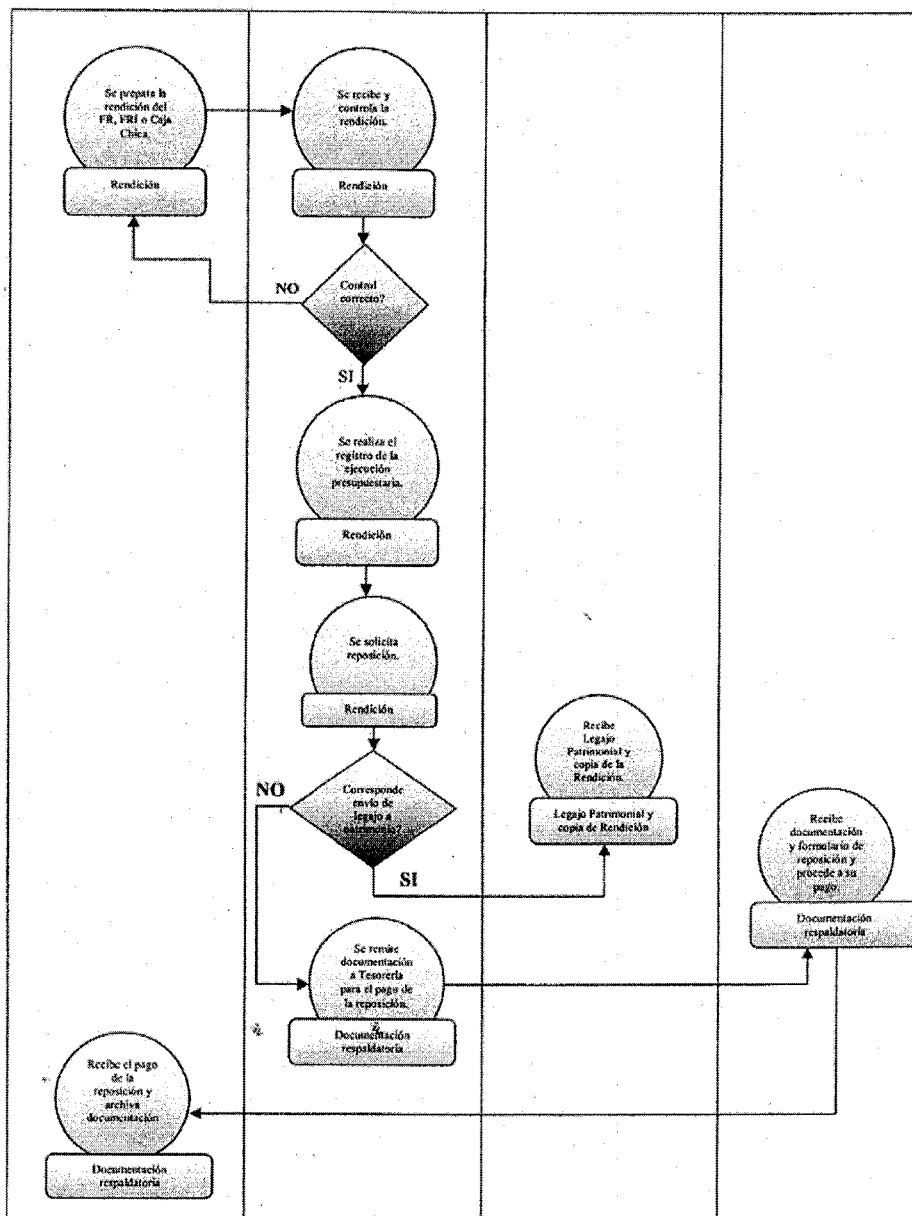 Se prepara la
rendición del
FR, FRI o Caja
Chica.
Rendición
Se recibe y
controla la
rendición.
Rendición
Control
correcto?
NO
SI
Se realiza el
registro de la
ejecución
presupuestaria.
Rendición
Se solicita
reposición.
Rendición
Corresponde
envío de
legajo a
patrimonio?
NO
SI
Recibe
Legajo
Patrimonial y
copia de la
Rendición.
Legajo Patrimonial y
copia de Rendición
Recibe
documentación
y formulario de
reposición y
procede a su
pago.
Documentación
respaldatoria
Se remite
documentación
a Tesorería
para el pago de
la reposición.
Documentación
respaldatoria
Recibe el pago
de la
reposición y
archiva
documentación
Documentación
respaldatoria